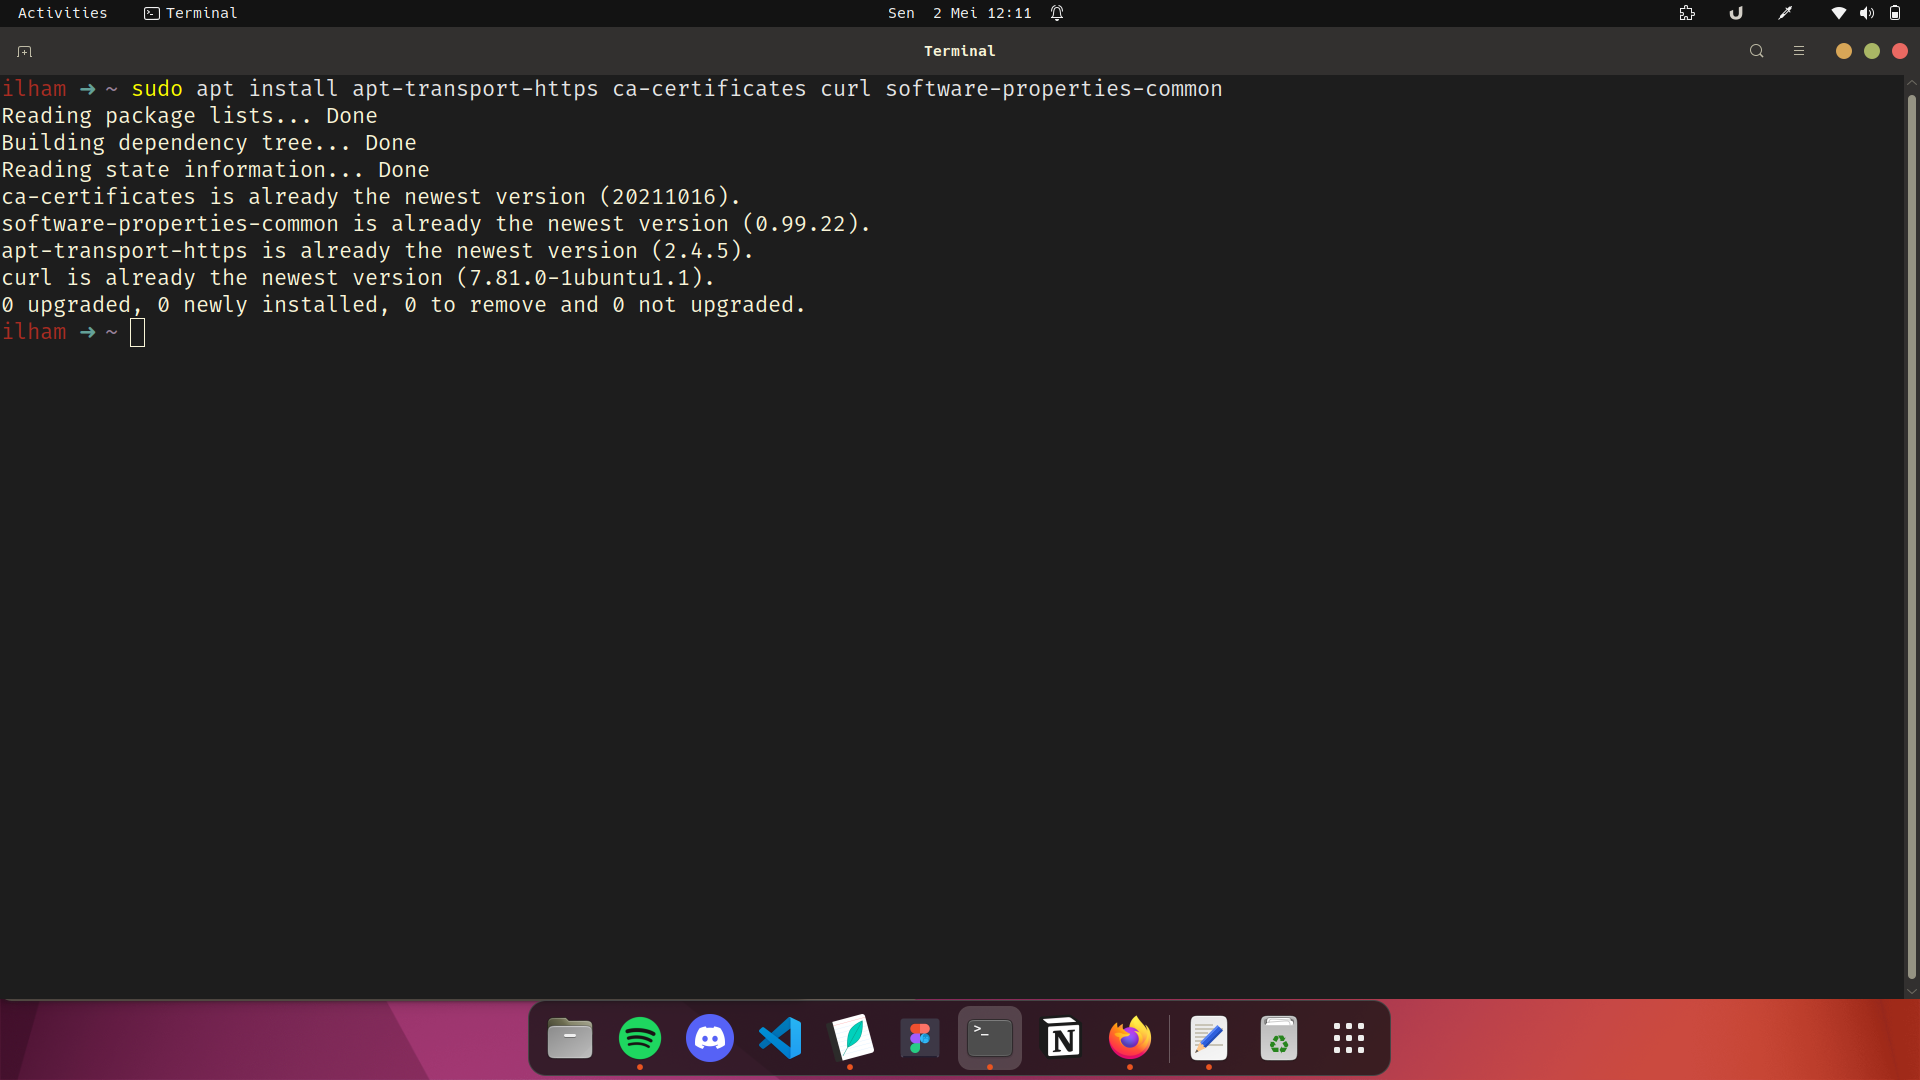 Activities Terminal Sen 2 Mei 12:11
Terminal
ilham ➜ ~ sudo apt install apt-transport-https ca-certificates curl software-properties-common
Reading package lists... Done
Building dependency tree... Done
Reading state information... Done
ca-certificates is already the newest version (20211016).
software-properties-common is already the newest version (0.99.22).
apt-transport-https is already the newest version (2.4.5).
curl is already the newest version (7.81.0-1ubuntu1.1).
0 upgraded, 0 newly installed, 0 to remove and 0 not upgraded.
ilham ➜ ~